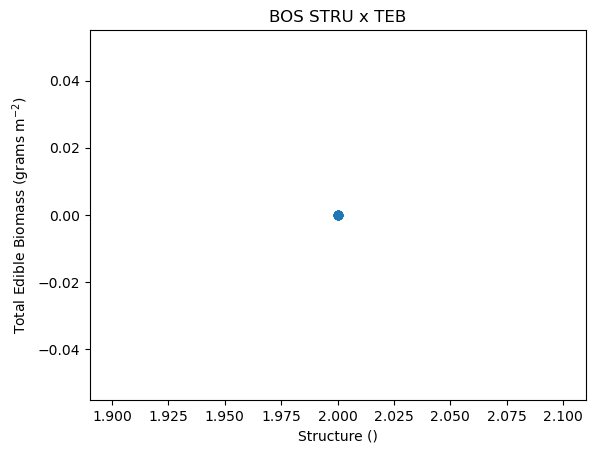 BOS STRU x TEB
Total Edible Biomass (grams m⁻²)
0.04
0.02
0.00
−0.02
−0.04
1.900 1.925 1.950 1.975 2.000 2.025 2.050 2.075 2.100
Structure ()